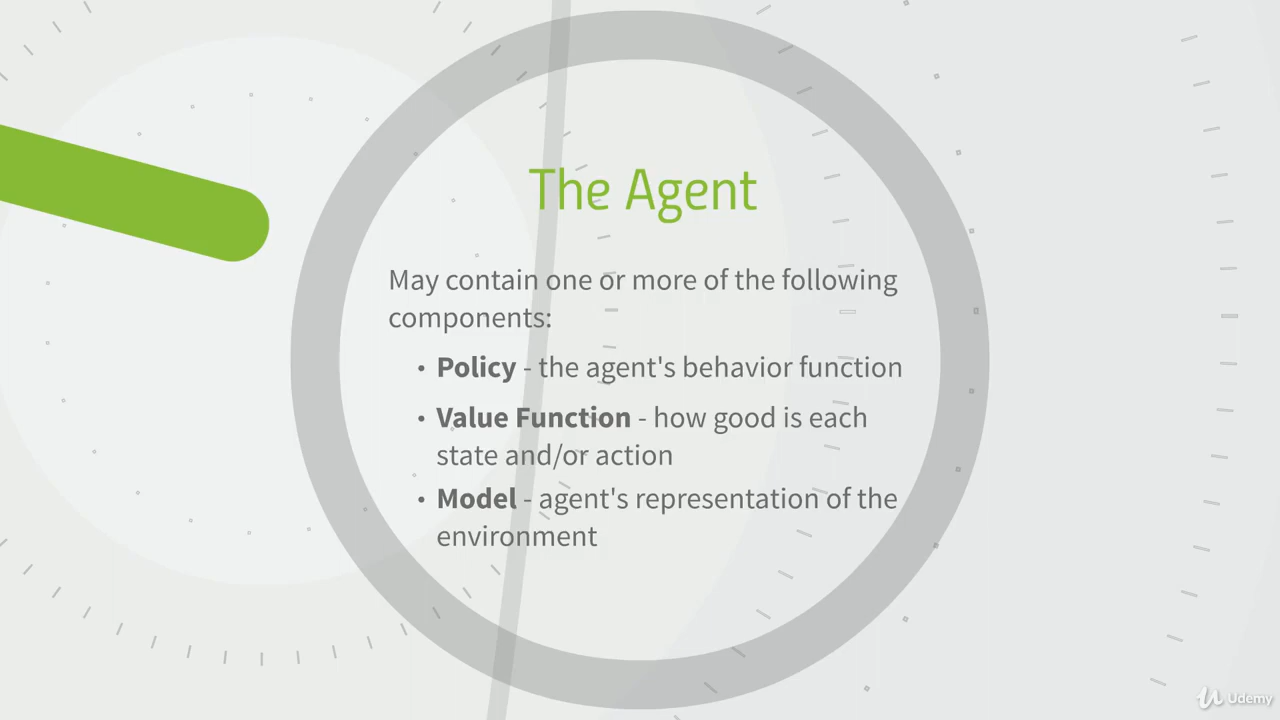 The Agent
May contain one or more of the following
components:
• Policy - the agent's behavior function
• Value Function - how good is each
state and/or action
• Model - agent's representation of the
environment
Udemy